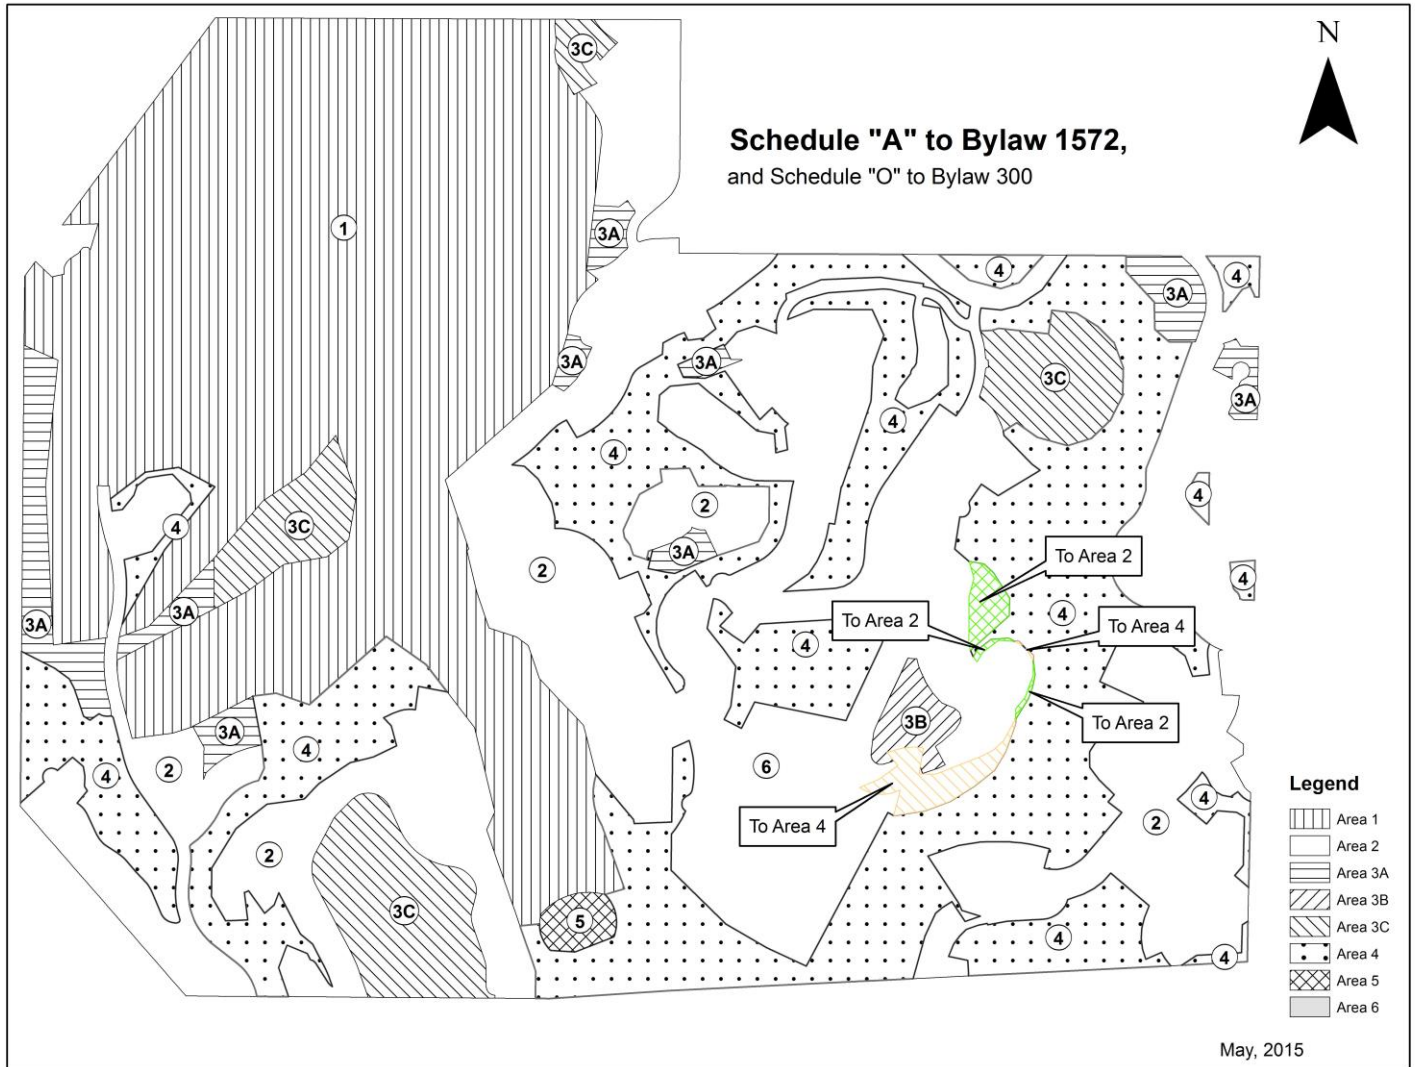 N
Schedule "A" to Bylaw 1572,
and Schedule "O" to Bylaw 300
3C
1
3A
4
3A
4
3A
3A
3C
3A
4
4
2
4
4
3C
3A
2
4
To Area 2
4
3A
3A
To Area 2
4
To Area 4
4
3B
To Area 2
3A
4
2
4
6
4
To Area 4
2
2
3C
5
4
4
Legend
Area 1
Area 2
Area 3A
Area 3B
Area 3C
Area 4
Area 5
Area 6
May, 2015